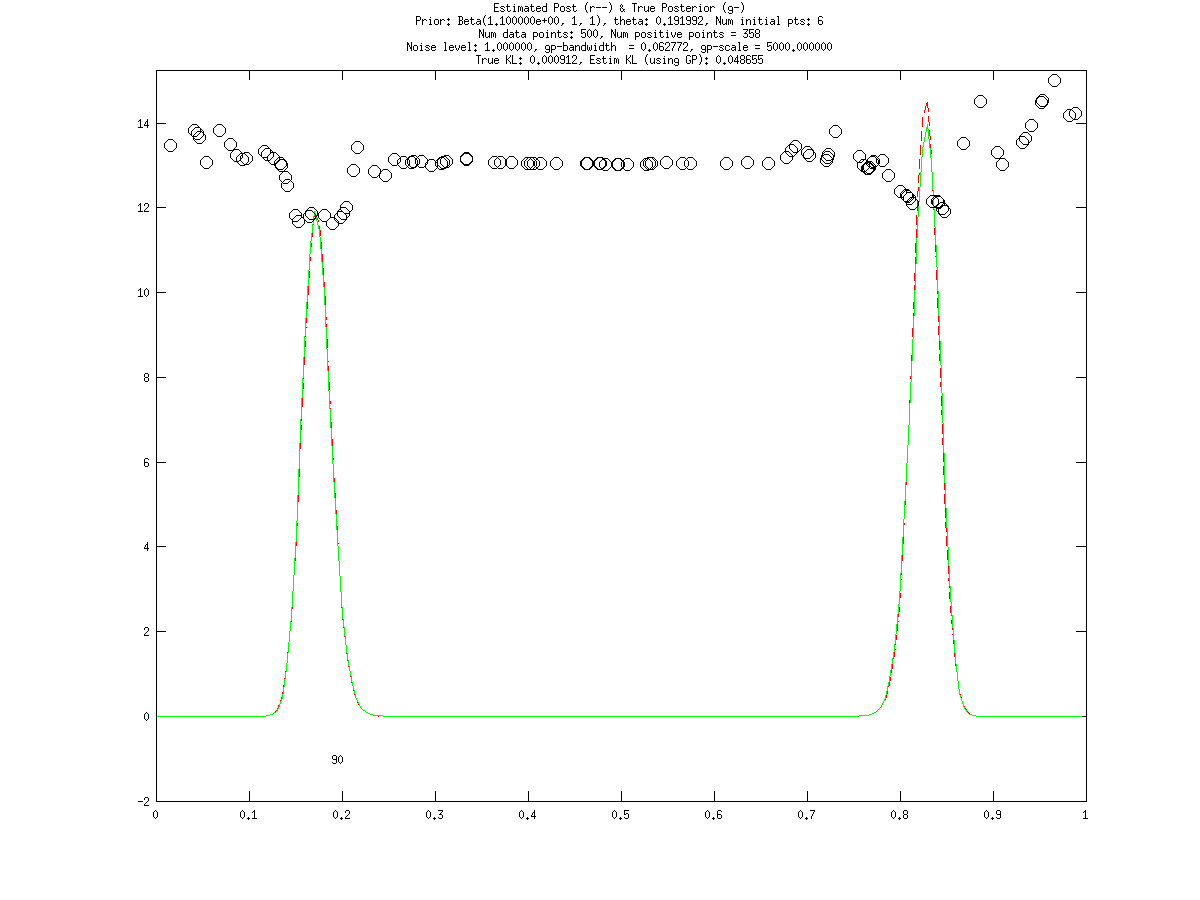 Estimated Post (r--) & True Posterior (g-)
Prior: Beta(1.100000e+00, 1, 1), theta: 0.191992, Num initial pts: 6
Num data points: 500, Num positive points = 358
Noise level: 1.000000, gp-bandwidth  = 0.062772, gp-scale = 5000.000000
True KL: 0.000912, Estim KL (using GP): 0.048655
14
12
10
8
6
4
2
0
90
-2
0 0.1 0.2 0.3 0.4 0.5 0.6 0.7 0.8 0.9 1